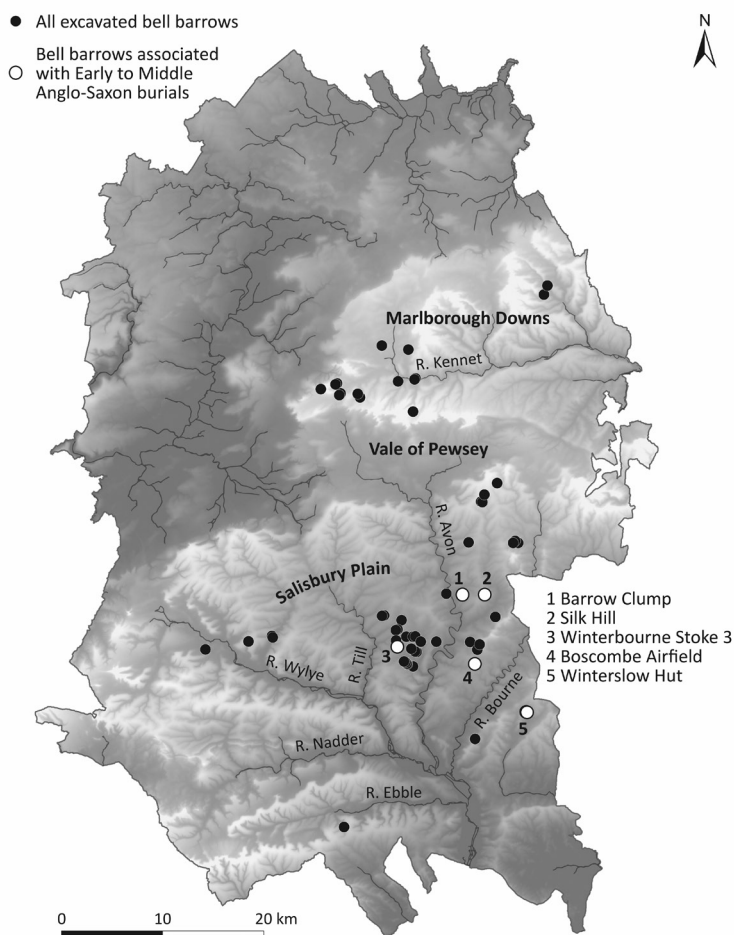 All excavated bell barrows
Bell barrows associated
with Early to Middle
Anglo-Saxon burials
N
Marlborough Downs
R. Kennet
Vale of Pewsey
R. Avon
Salisbury Plain
1
2
1 Barrow Clump
2 Silk Hill
3 Winterbourne Stoke 3
4 Boscombe Airfield
5 Winterslow Hut
3
R. Till
R. Wylye
4
R. Bourne
5
R. Nadder
R. Ebble
0
10
20 km